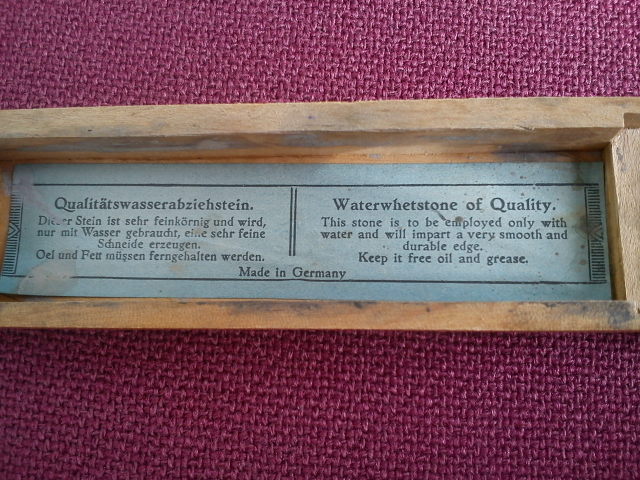 Qualitätswasserabziehstein.
Dieser Stein ist sehr feinkörnig und wird,
nur mit Wasser gebraucht, eine sehr feine
Schneide erzeugen.
Oel und Fett müssen ferngehalten werden.
Waterwhetstone of Quality.
This stone is to be employed only with
water and will impart a very smooth and
durable edge.
Keep it free oil and grease.
Made in Germany